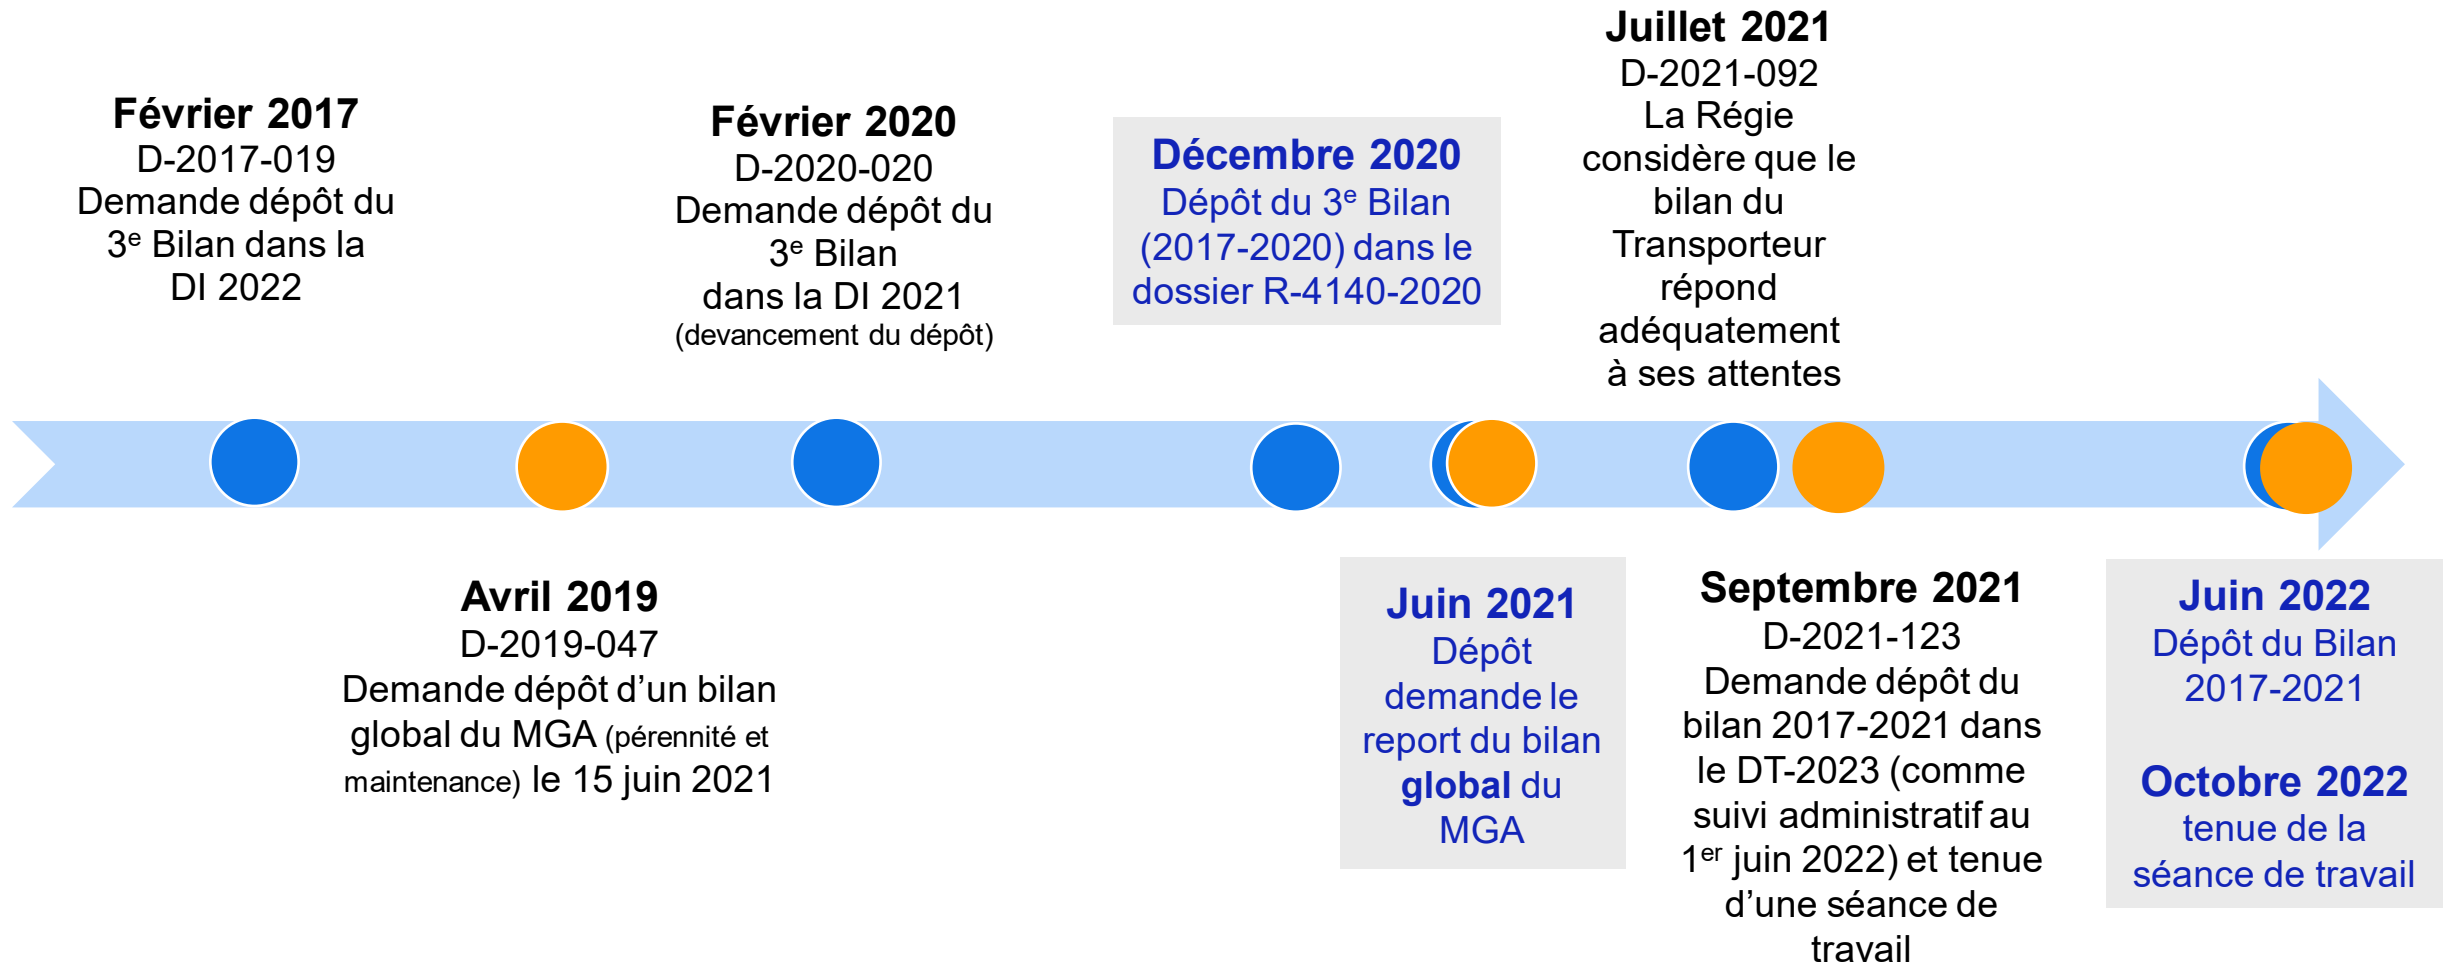 Février 2017
D-2017-019
Demande dépôt du
3e Bilan dans la
DI 2022
Février 2020
D-2020-020
Demande dépôt du
3e Bilan
dans la DI 2021
(devancement du dépôt)
Décembre 2020
Dépôt du 3e Bilan
(2017-2020) dans le
dossier R-4140-2020
Juillet 2021
D-2021-092
La Régie
considère que le
bilan du
Transporteur
répond
adéquatement
à ses attentes
Avril 2019
D-2019-047
Demande dépôt d’un bilan
global du MGA (pérennité et
maintenance) le 15 juin 2021
Juin 2021
Dépôt
demande le
report du bilan
global du
MGA
Septembre 2021
D-2021-123
Demande dépôt du
bilan 2017-2021 dans
le DT-2023 (comme
suivi administratif au
1er juin 2022) et tenue
d’une séance de
travail
Juin 2022
Dépôt du Bilan
2017-2021
Octobre 2022
tenue de la
séance de travail